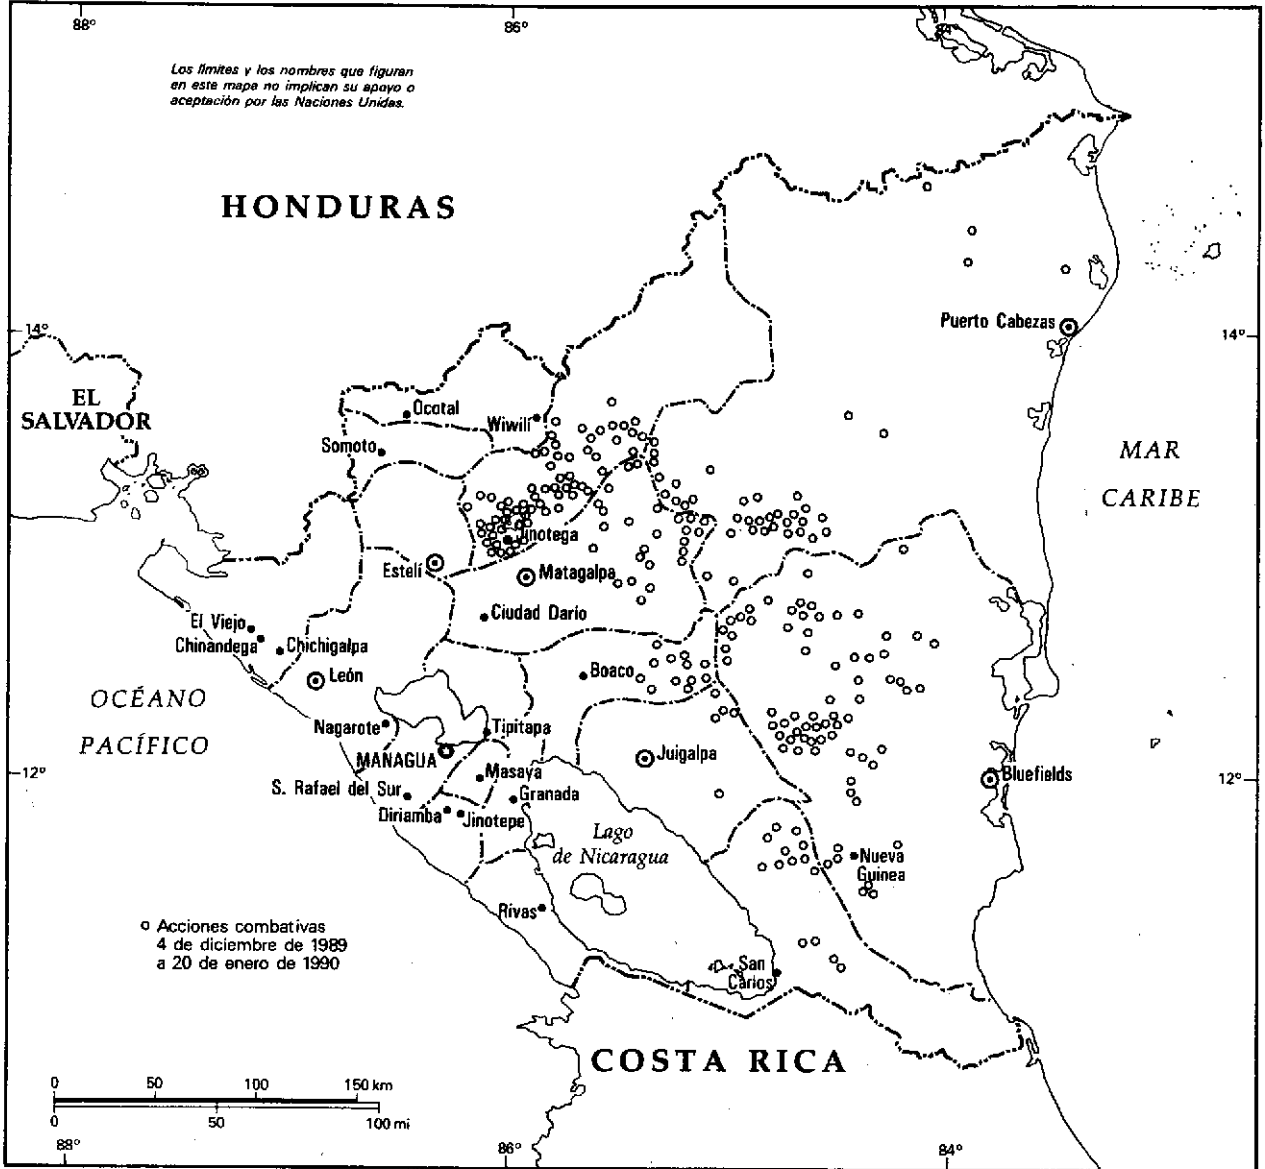 88°
86°
84°
Los límites y los nombres que figuran
en este mapa no implican su apoyo o
aceptación por las Naciones Unidas.
HONDURAS
Puerto Cabezas
14°
14°
EL
SALVADOR
Ocotal
Wiwilí
Somoto
MAR
CARIBE
Jinotega
Estelí
Matagalpa
Ciudad Darío
El Viejo
Chinandega
Chichigalpa
León
Boaco
OCÉANO
PACÍFICO
Nagarote
Tipitapa
MANAGUA
Juigalpa
12°
12°
Masaya
Bluefields
S. Rafael del Sur
Granada
Diriamba
Jinotepe
Lago
de Nicaragua
Nueva
Guinea
Rivas
Acciones combativas
4 de diciembre de 1989
a 20 de enero de 1990
San
Carlos
COSTA RICA
0 50 100 150 km
0 50 100 mi
88°
86°
84°